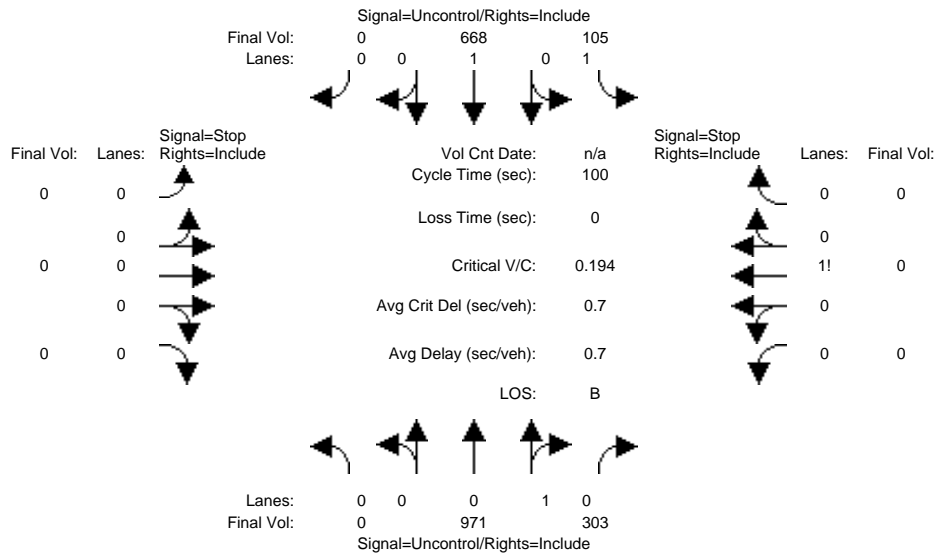 Signal=Uncontrol/Rights=Include
Final Vol: 0 668 105
Lanes: 0 0 1 0 1
Signal=Stop
Final Vol: Lanes: Rights=Include
Vol Cnt Date: n/a
Signal=Stop
Rights=Include Lanes: Final Vol:
Cycle Time (sec): 100
0 0
0 0
Loss Time (sec): 0
0
0
0 0
Critical V/C: 0.194
1! 0
0
Avg Crit Del (sec/veh): 0.7
0
0 0
Avg Delay (sec/veh): 0.7
0 0
LOS: B
Lanes: 0 0 0 1 0
Final Vol: 0 971 303
Signal=Uncontrol/Rights=Include